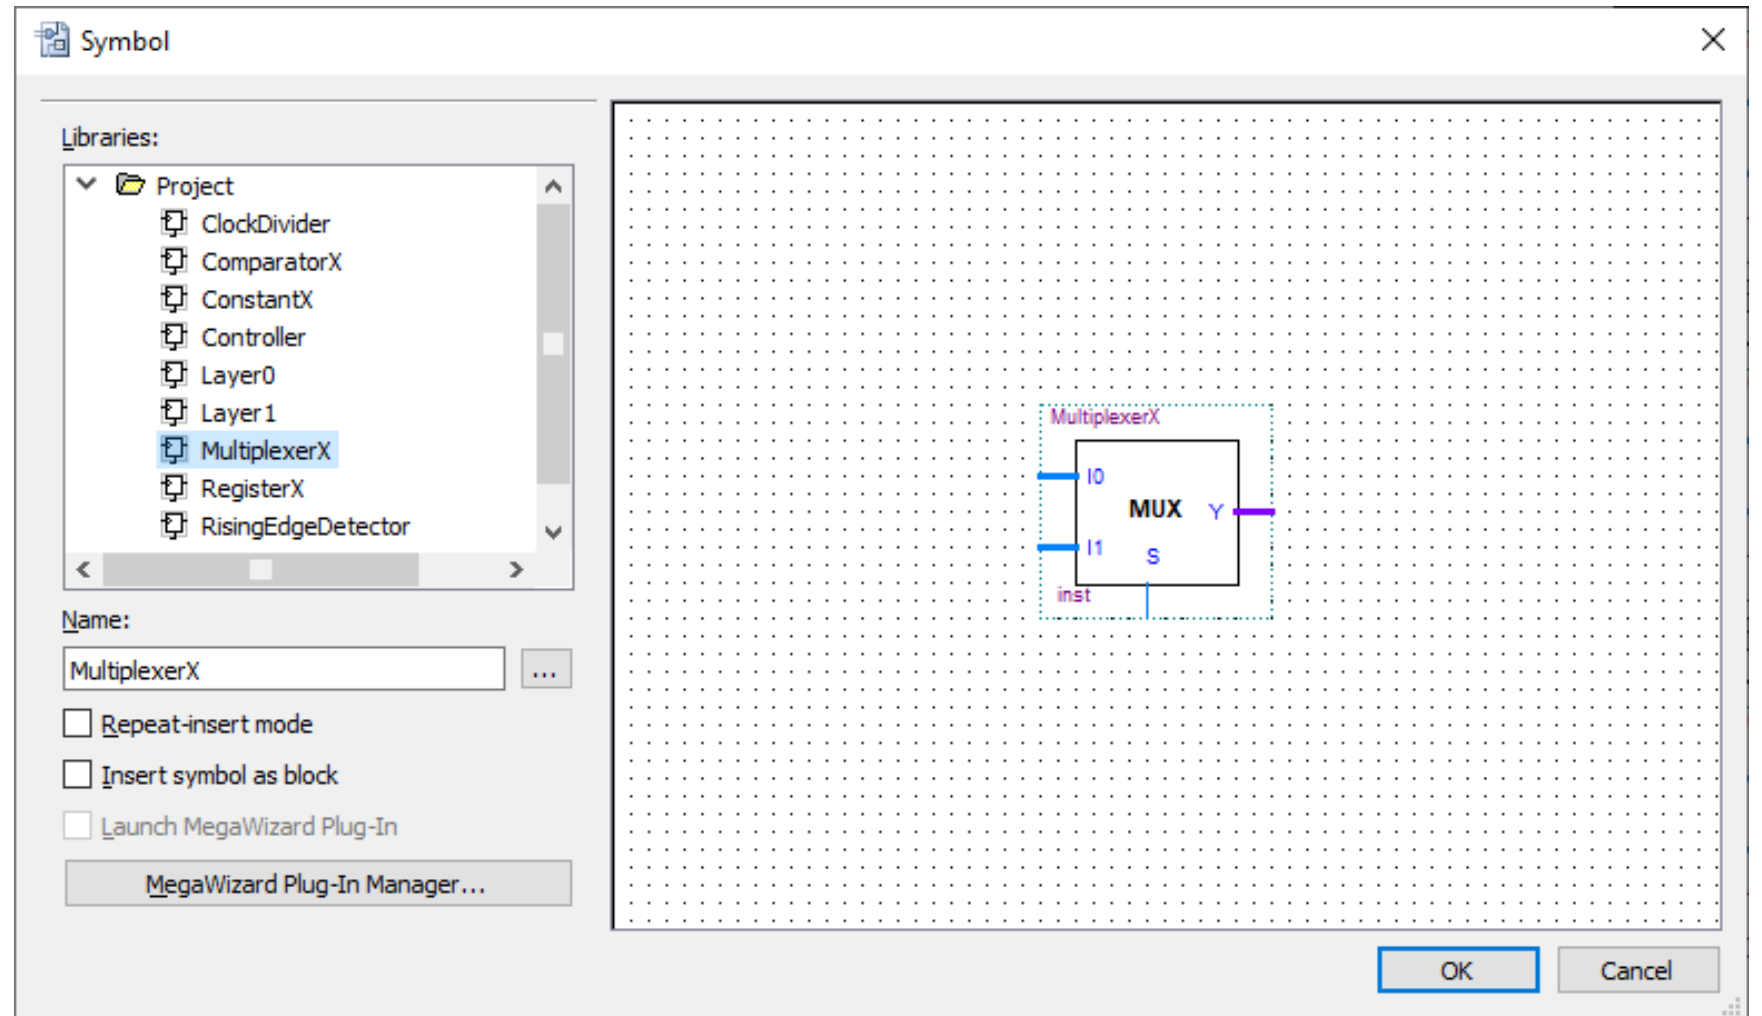 Symbol
Libraries:
Project
ClockDivider
ComparatorX
ConstantX
Controller
Layer0
Layer1
MultiplexerX
RegisterX
RisingEdgeDetector
Name:
MultiplexerX
...
Repeat-insert mode
Insert symbol as block
Launch MegaWizard Plug-In
MegaWizard Plug-In Manager...
MultiplexerX
I0
MUX Y
I1
S
inst
OK Cancel